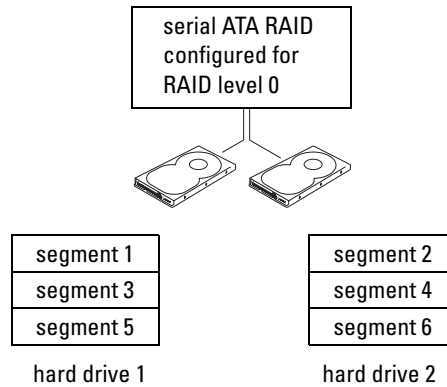 serial ATA RAID
configured for
RAID level 0
segment 1
segment 3
segment 5
hard drive 1
segment 2
segment 4
segment 6
hard drive 2